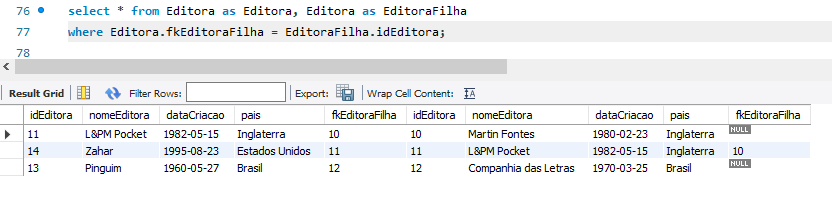 76 select * from Editora as Editora, Editora as EditoraFilha
77 where Editora.fkEditoraFilha = EditoraFilha.idEditora;
78
Result Grid Filter Rows: Export: Wrap Cell Content: IA
idEditora nomeEditora dataCriacao pais fkEditoraFilha idEditora nomeEditora dataCriacao pais fkEditoraFilha
11 L&PM Pocket 1982-05-15 Inglaterra 10 10 Martin Fontes 1980-02-23 Inglaterra NULL
14 Zahar 1995-08-23 Estados Unidos 11 11 L&PM Pocket 1982-05-15 Inglaterra 10
13 Pinguim 1960-05-27 Brasil 12 12 Companhia das Letras 1970-03-25 Brasil NULL